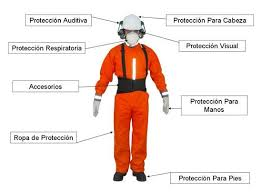 Protección Auditiva
Protección Para Cabeza
Protección Respiratoria
Protección Visual
Accesorios
Protección Para
Manos
Ropa de Protección
Protección Para Pies